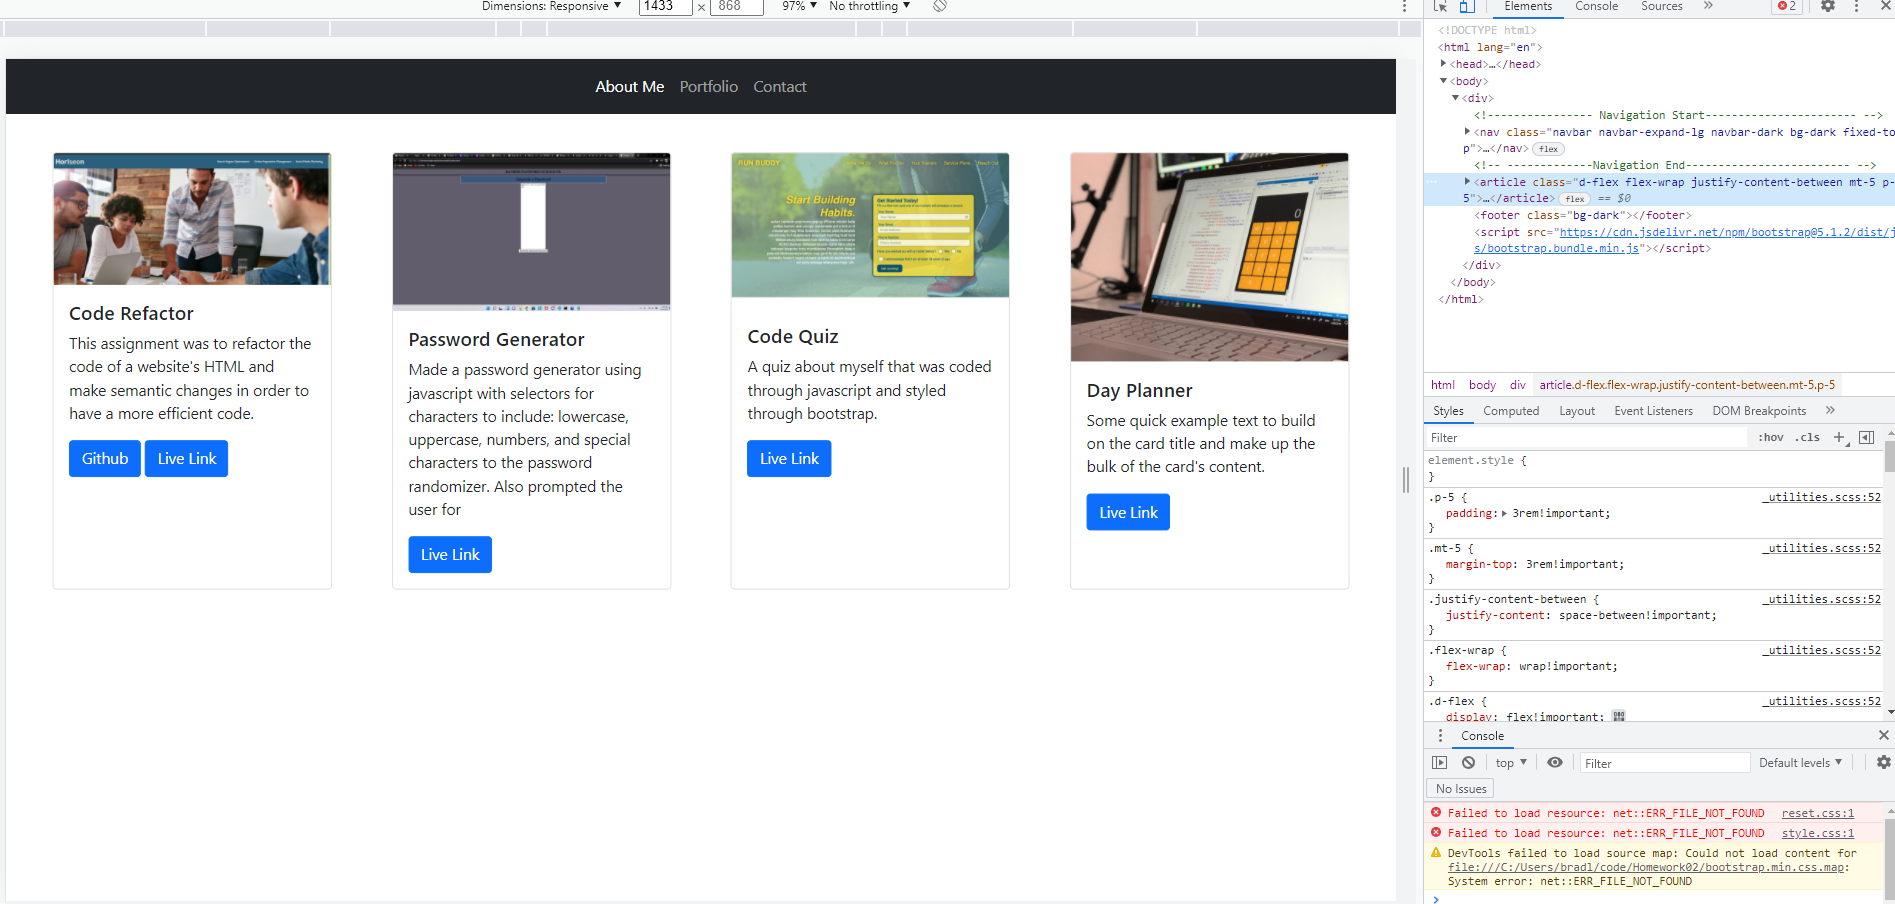 Dimensions: Responsive ▼ 1433 × 868 97% ▼ No throttling ▼
About Me Portfolio Contact
Horiseon
RUN BUDDY
Start Building
Habits.
Get Started Today!
Code Refactor
This assignment was to refactor the
code of a website's HTML and
make semantic changes in order to
have a more efficient code.
Github Live Link
Password Generator
Made a password generator using
javascript with selectors for
characters to include: lowercase,
uppercase, numbers, and special
characters to the password
randomizer. Also prompted the
user for
Live Link
Code Quiz
A quiz about myself that was coded
through javascript and styled
through bootstrap.
Live Link
Day Planner
Some quick example text to build
on the card title and make up the
bulk of the card's content.
Live Link
Elements Console Sources » 2
<!DOCTYPE html>
<html lang="en">
<head>…</head>
<body>
<div>
<!--------------- Navigation Start---------------------- -->
<nav class="navbar navbar-expand-lg navbar-dark bg-dark fixed-to
p">…</nav> flex
<!-- -------------Navigation End------------------------- -->
<article class="d-flex flex-wrap justify-content-between mt-5 p-
5">…</article> flex == $0
<footer class="bg-dark"></footer>
<script src="https://cdn.jsdelivr.net/npm/bootstrap@5.1.2/dist/j
s/bootstrap.bundle.min.js"></script>
</div>
</body>
</html>
html body div article.d-flex.flex-wrap.justify-content-between.mt-5.p-5
Styles Computed Layout Event Listeners DOM Breakpoints »
Filter :hov .cls +
element.style {
}
.p-5 { _utilities.scss:52
padding: 3rem!important;
}
.mt-5 { _utilities.scss:52
margin-top: 3rem!important;
}
.justify-content-between { _utilities.scss:52
justify-content: space-between!important;
}
.flex-wrap { _utilities.scss:52
flex-wrap: wrap!important;
}
.d-flex { _utilities.scss:52
display: flex!important;
Console
top ▼ Filter Default levels ▼
No Issues
Failed to load resource: net::ERR_FILE_NOT_FOUND reset.css:1
Failed to load resource: net::ERR_FILE_NOT_FOUND style.css:1
DevTools failed to load source map: Could not load content for
file:///C:/Users/bradl/code/Homework02/bootstrap.min.css.map:
System error: net::ERR_FILE_NOT_FOUND